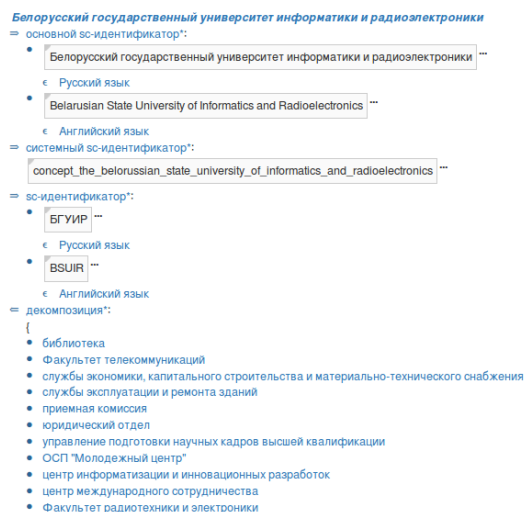 Белорусский государственный университет информатики и радиоэлектроники
⇒ основной sc-идентификатор*:
• Белорусский государственный университет информатики и радиоэлектроники ...
є Русский язык
• Belarusian State University of Informatics and Radioelectronics ...
є Английский язык
⇒ системный sc-идентификатор*:
concept_the_belorussian_state_university_of_informatics_and_radioelectronics ...
⇒ sc-идентификатор*:
• БГУИР ...
є Русский язык
• BSUIR ...
є Английский язык
⇐ декомпозиция*:
{
• библиотека
• Факультет телекоммуникаций
• службы экономики, капитального строительства и материально-технического снабжения
• службы эксплуатации и ремонта зданий
• приемная комиссия
• юридический отдел
• управление подготовки научных кадров высшей квалификации
• ОСП "Молодежный центр"
• центр информатизации и инновационных разработок
• центр международного сотрудничества
• Факультет радиотехники и электроники